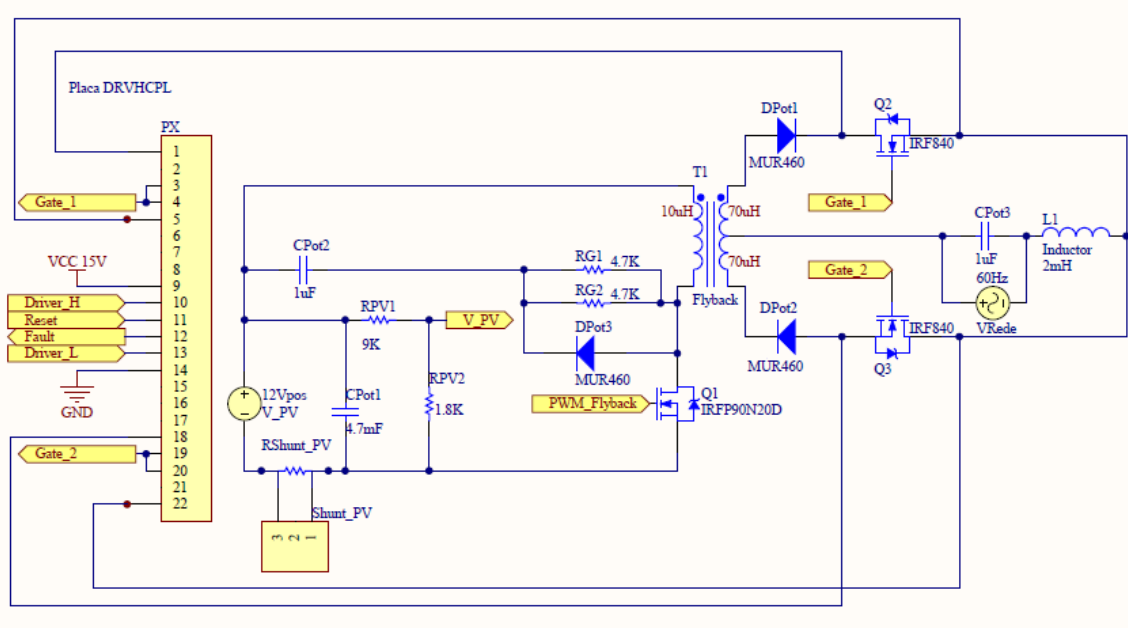 Placa DRVHCPL
PX
1
2
3
4
5
6
7
8
9
10
11
12
13
14
15
16
17
18
19
20
21
22
Gate_1
VCC 15V
Driver_H
Reset
Fault
Driver_L
GND
Gate_2
CPot2
1uF
RPV1
9K
V_PV
RPV2
1.8K
12Vpos
V_PV
CPot1
4.7mF
RShunt_PV
Shunt_PV
3 2 1
RG1 4.7K
RG2 4.7K
DPot3
MUR460
PWM_Flyback
Q1
IRFP90N20D
T1
10uH
70uH
70uH
Flyback
DPot1
MUR460
DPot2
MUR460
Q2
IRF840
Gate_1
Gate_2
IRF840
Q3
CPot3
1uF
60Hz
VRede
L1
Inductor
2mH